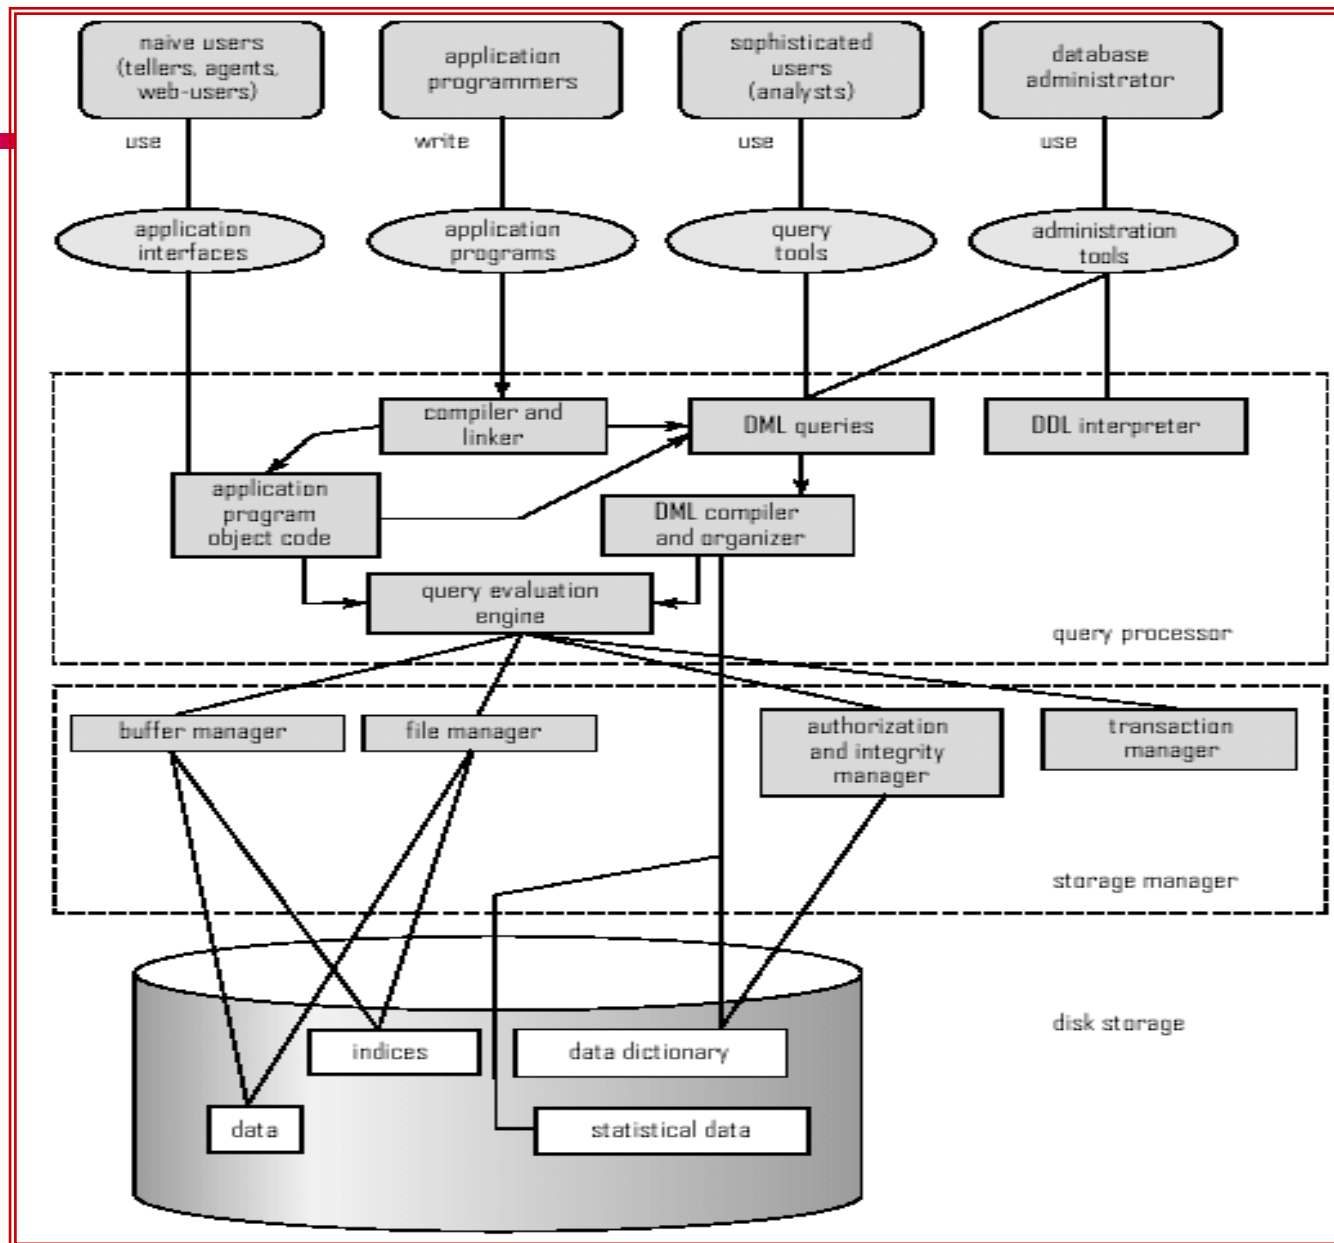 naive users
(tellers, agents,
web-users)
application
programmers
sophisticated
users
(analysts)
database
administrator
use
write
use
use
application
interfaces
application
programs
query
tools
administration
tools
compiler and
linker
DML queries
DDL interpreter
application
program
object code
DML compiler
and organizer
query evaluation
engine
query processor
buffer manager
file manager
authorization
and integrity
manager
transaction
manager
storage manager
disk storage
indices
data dictionary
data
statistical data